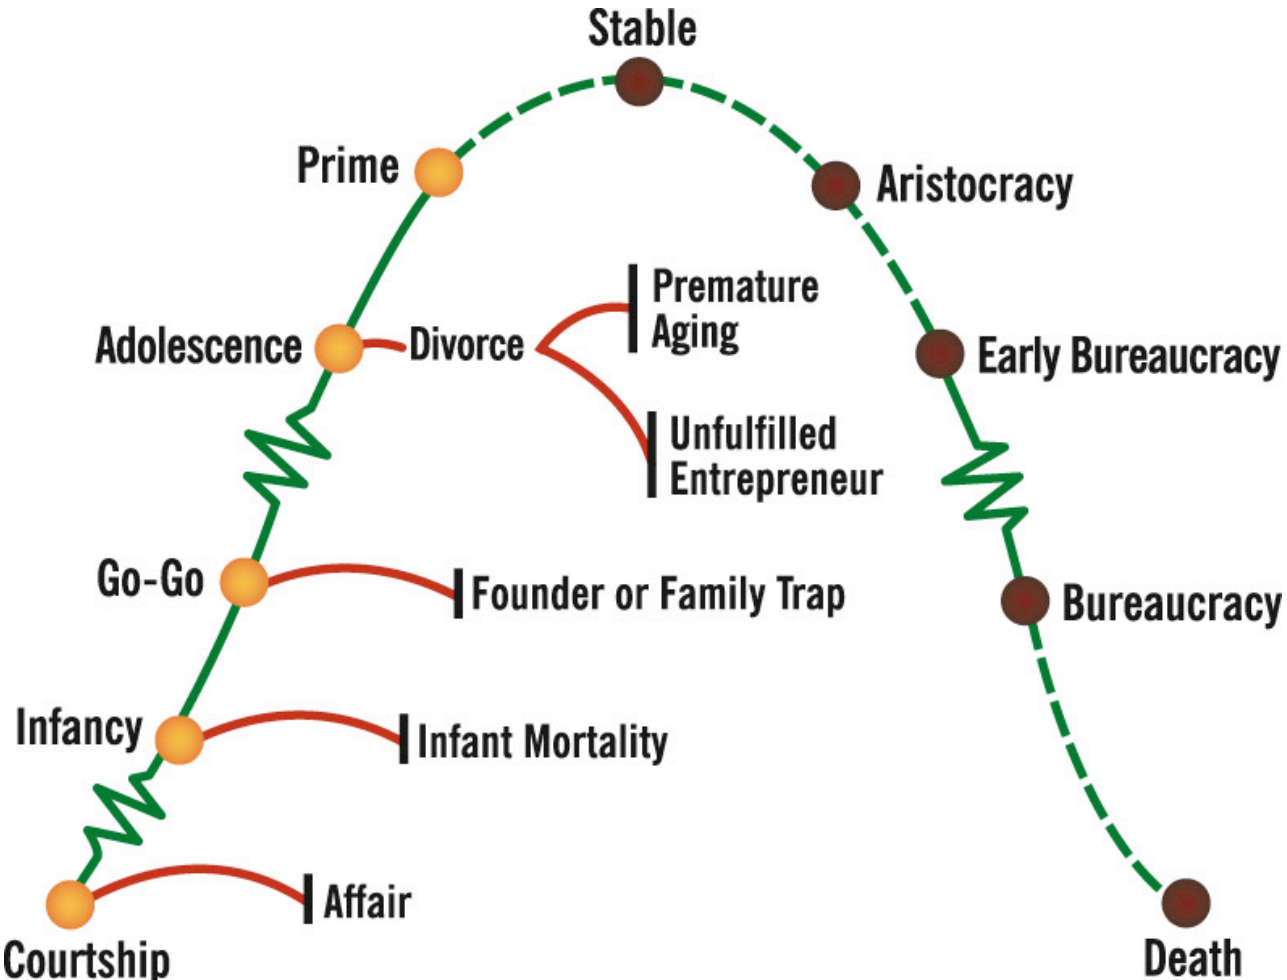 Stable
Prime
Aristocracy
Premature
Aging
Adolescence
Divorce
Early Bureaucracy
Unfulfilled
Entrepreneur
Go-Go
Founder or Family Trap
Bureaucracy
Infancy
Infant Mortality
Affair
Courtship
Death